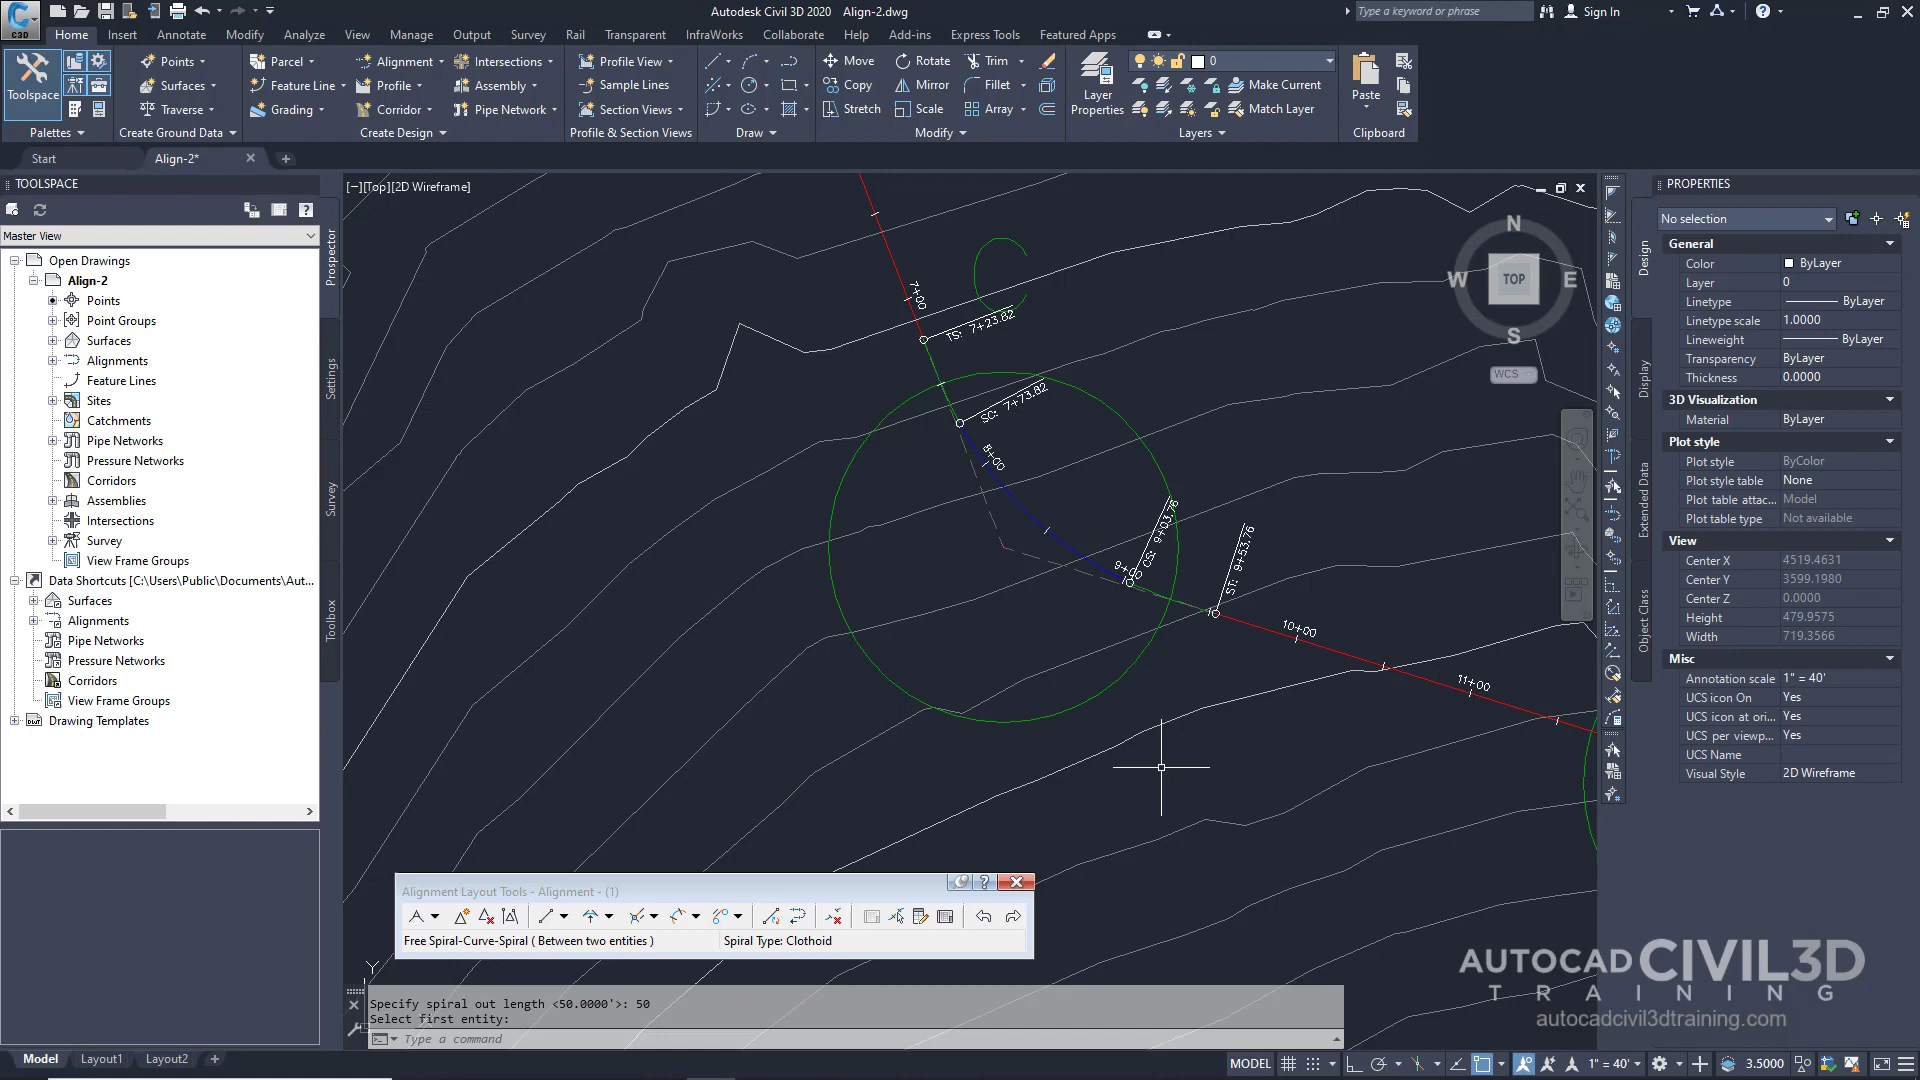 C3D
Autodesk Civil 3D 2020 Align-2.dwg
Type a keyword or phrase
Sign In
Home Insert Annotate Modify Analyze View Manage Output Survey Rail Transparent InfraWorks Collaborate Help Add-ins Express Tools Featured Apps
Toolspace
Points
Surfaces
Traverse
Parcel
Feature Line
Grading
Alignment
Profile
Corridor
Intersections
Assembly
Pipe Network
Profile View
Sample Lines
Section Views
Move
Copy
Stretch
Rotate
Mirror
Scale
Trim
Fillet
Array
Layer
Properties
0
Make Current
Match Layer
Paste
Palettes
Create Ground Data
Create Design
Profile & Section Views
Draw
Modify
Layers
Clipboard
Start
Align-2*
TOOLSPACE
Master View
Open Drawings
Align-2
Points
Point Groups
Surfaces
Alignments
Feature Lines
Sites
Catchments
Pipe Networks
Pressure Networks
Corridors
Assemblies
Intersections
Survey
View Frame Groups
Data Shortcuts [C:\Users\Public\Documents\Aut...
Surfaces
Alignments
Pipe Networks
Pressure Networks
Corridors
View Frame Groups
Drawing Templates
Prospector
Settings
Survey
Toolbox
[−][Top][2D Wireframe]
N
W
TOP
E
S
WCS
7+00
TS: 7+23.82
SC: 7+73.82
8+00
9+00
CS: 9+03.76
ST: 9+53.76
10+00
11+00
Y
Alignment Layout Tools - Alignment - (1)
Free Spiral-Curve-Spiral ( Between two entities )
Spiral Type: Clothoid
Specify spiral out length <50.0000'>: 50
Select first entity:
Type a command
PROPERTIES
No selection
Design
Display
Extended Data
Object Class
General
Color ByLayer
Layer 0
Linetype ByLayer
Linetype scale 1.0000
Lineweight ByLayer
Transparency ByLayer
Thickness 0.0000
3D Visualization
Material ByLayer
Plot style
Plot style ByColor
Plot style table None
Plot table attac... Model
Plot table type Not available
View
Center X 4519.4631
Center Y 3599.1980
Center Z 0.0000
Height 479.9575
Width 719.3566
Misc
Annotation scale 1" = 40'
UCS icon On Yes
UCS icon at ori... Yes
UCS per viewp... Yes
UCS Name
Visual Style 2D Wireframe
AUTOCAD CIVIL3D
TRAINING
autocadcivil3dtraining.com
Model Layout1 Layout2
MODEL
1" = 40'
3.5000